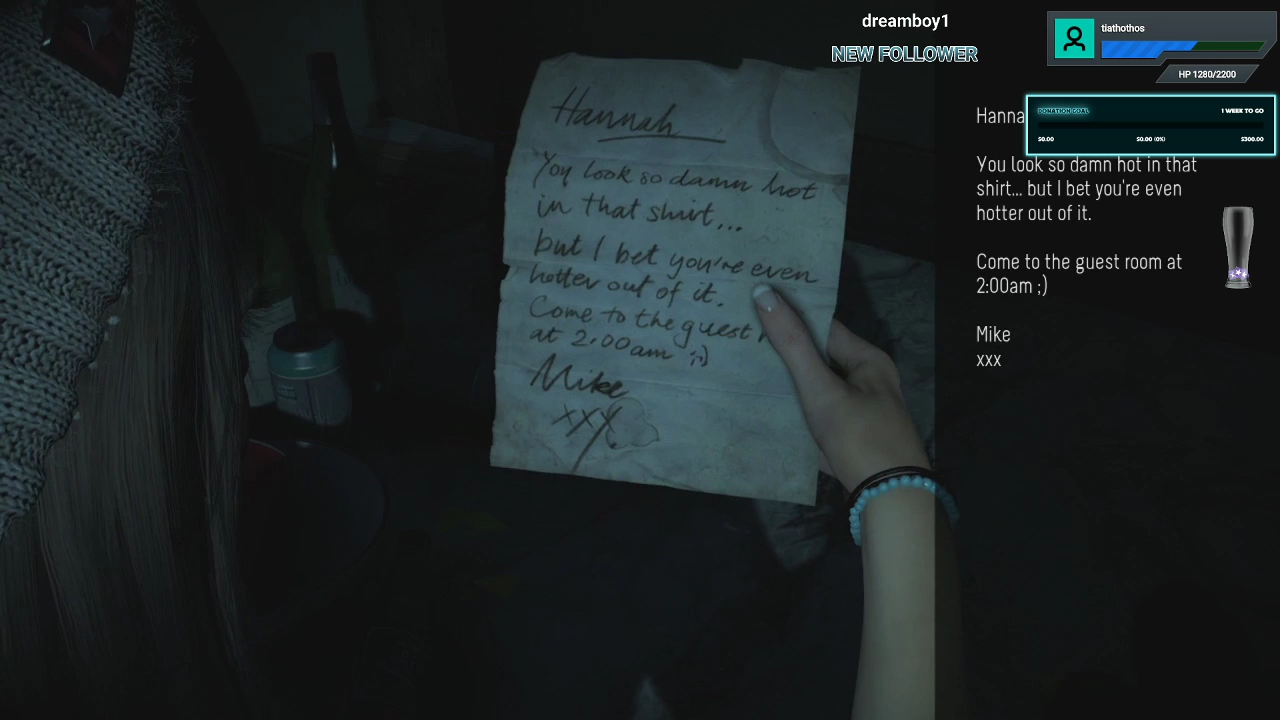 dreamboy1
NEW FOLLOWER
tiathothos
HP 1280/2200
DONATION GOAL
1 WEEK TO GO
$0.00
$0.00 (0%)
$300.00
Hannah
You look so damn hot
in that shirt...
but I bet you're even
hotter out of it.
Come to the guest
at 2:00am ;)
Mike
xxx
Hanna
You look so damn hot in that
shirt... but I bet you're even
hotter out of it.
Come to the guest room at
2:00am ;)
Mike
xxx